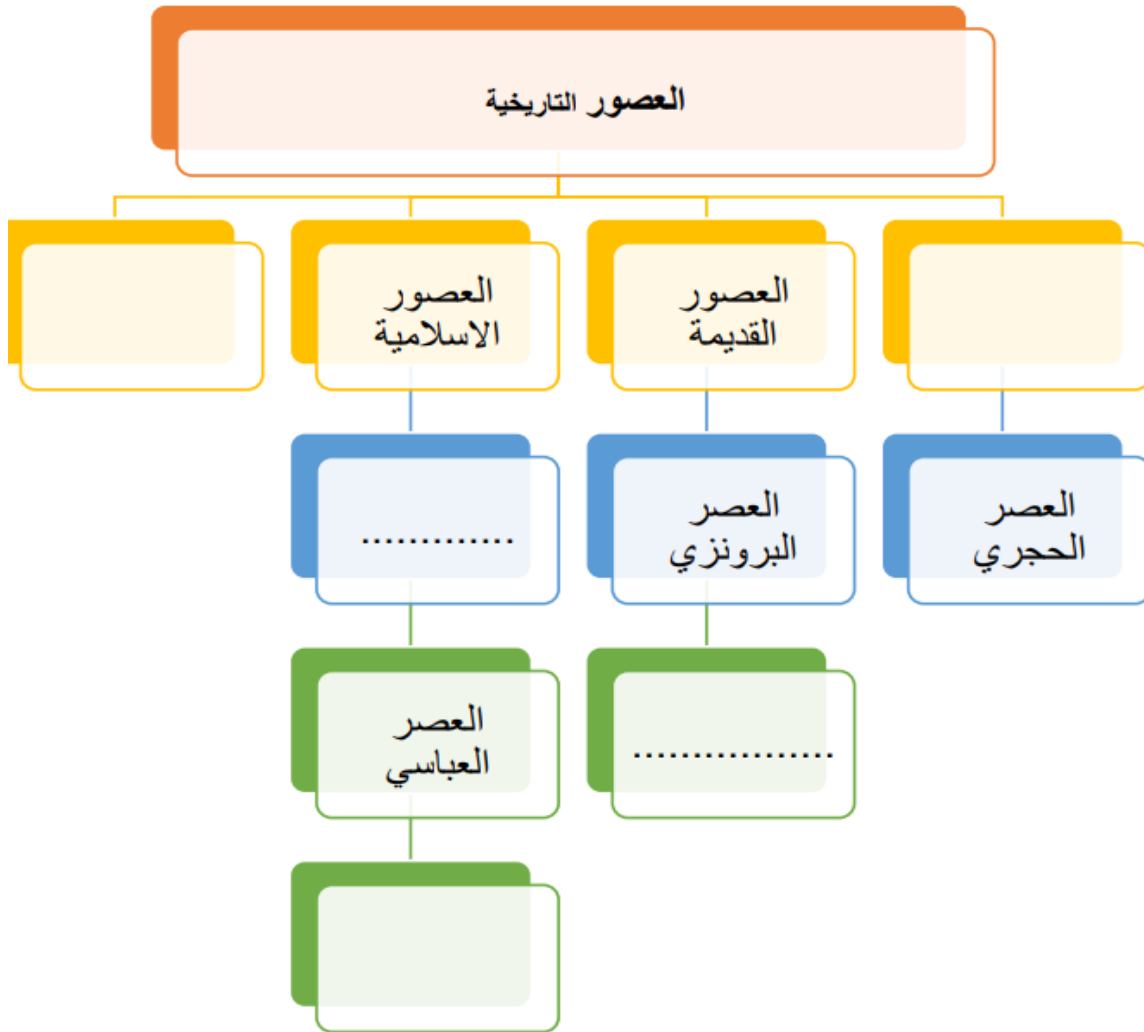 العصور التاريخية
العصور
القديمة
العصور
الاسلامية
العصر
الحجري
العصر
البرونزي
.............
العصر
العباسي
.................